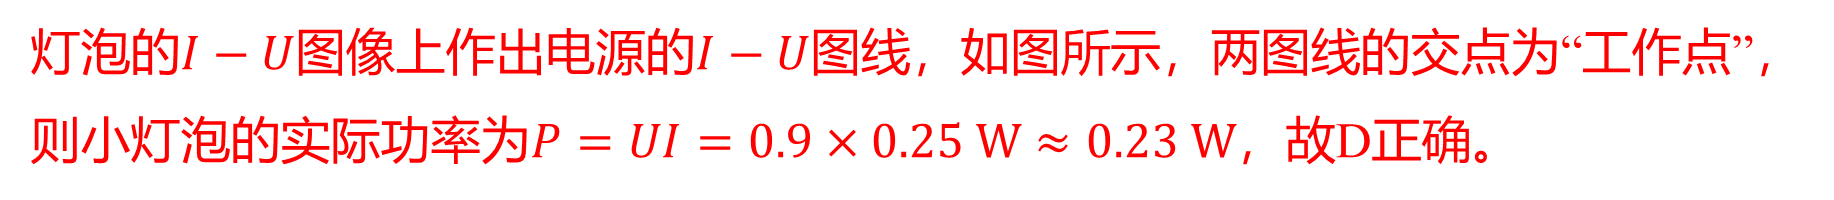 灯泡的I − U图像上作出电源的I − U图线，如图所示，两图线的交点为“工作点”，
则小灯泡的实际功率为P = UI = 0.9 × 0.25 W ≈ 0.23 W，故D正确。